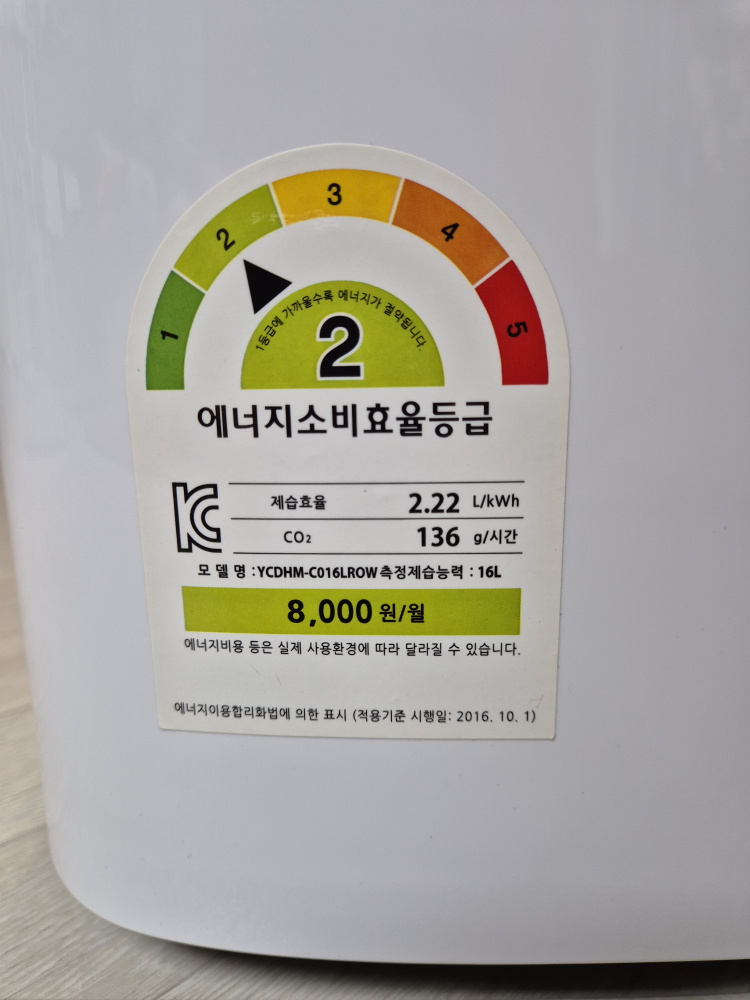 1
2
3
4
5
1등급에 가까울수록 에너지가 절약됩니다.
2
에너지소비효율등급
KC
제습효율 2.22 L/kWh
CO₂ 136 g/시간
모 델 명 : YCDHM-C016LROW 측정제습능력 : 16L
8,000 원/월
에너지비용 등은 실제 사용환경에 따라 달라질 수 있습니다.
에너지이용합리화법에 의한 표시 (적용기준 시행일: 2016. 10. 1)